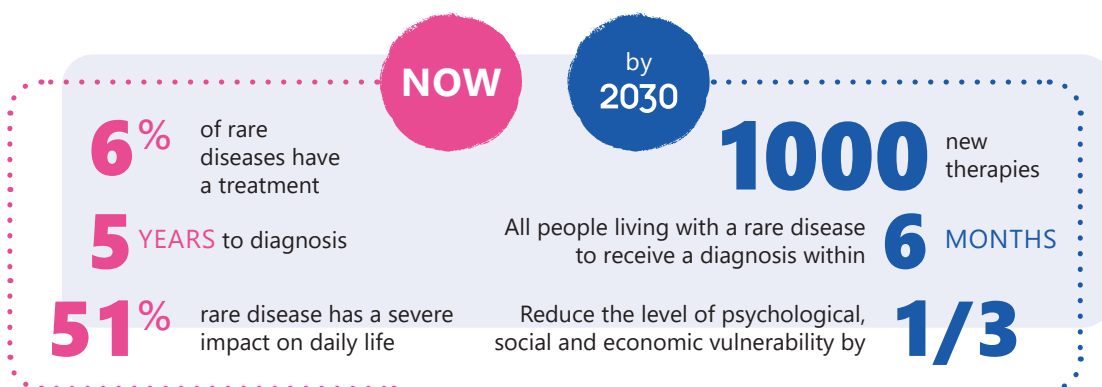 NOW
6%
of rare
diseases have
a treatment
5 YEARS to diagnosis
51%
rare disease has a severe
impact on daily life
by
2030
1000
new
therapies
All people living with a rare disease
to receive a diagnosis within
6 MONTHS
Reduce the level of psychological,
social and economic vulnerability by
1/3